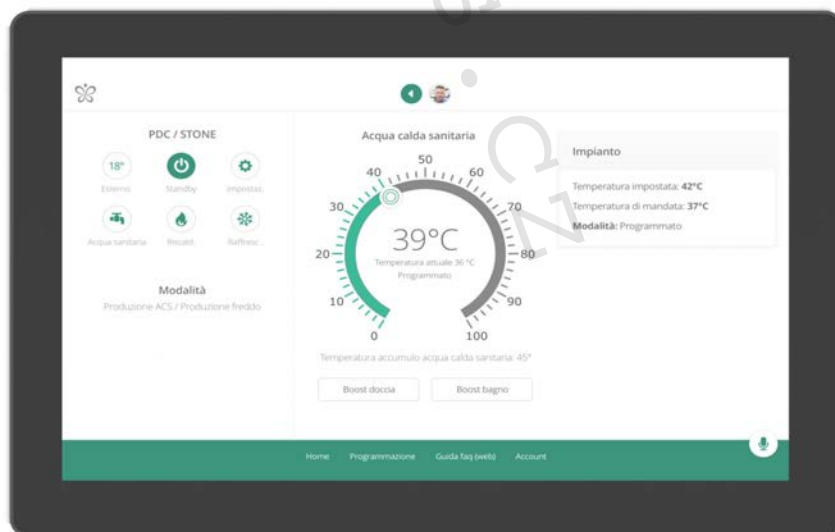 PDC / STONE
18°
Esterno
Standby
impostaz.
Acqua sanitaria
Riscald.
Raffresc..
Modalità
Produzione ACS / Produzione freddo
Acqua calda sanitaria
0
10
20
30
40
50
60
70
80
90
100
39°C
Temperatura attuale 36 °C
Programmato
Temperatura accumulo acqua calda sanitaria: 45°
Boost doccia
Boost bagno
Impianto
Temperatura impostata: 42°C
Temperatura di mandata: 37°C
Modalità: Programmato
Home Programmazione Guida faq (web) Account